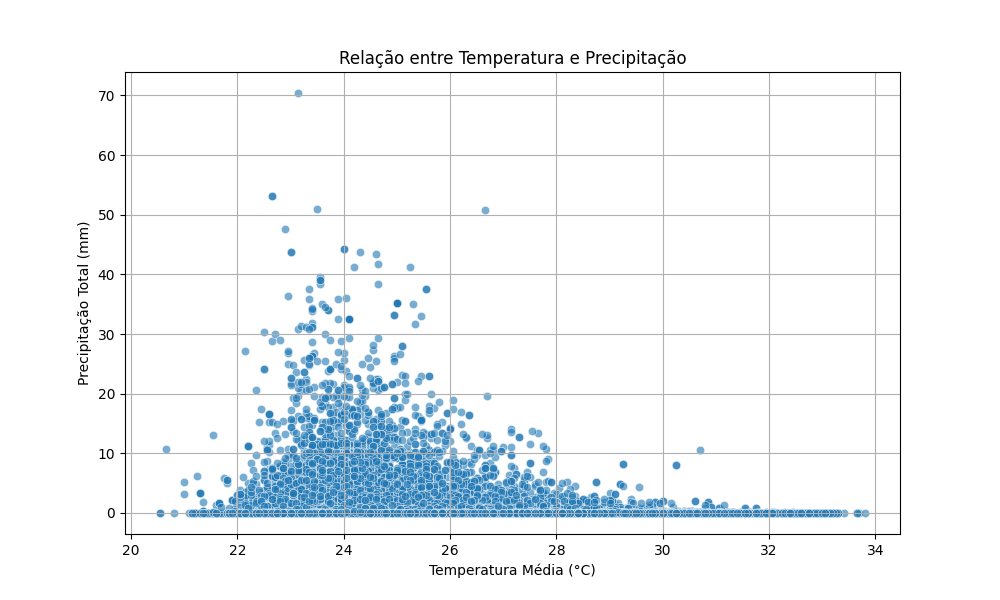 Relação entre Temperatura e Precipitação
Precipitação Total (mm)
70
60
50
40
30
20
10
0
20 22 24 26 28 30 32 34
Temperatura Média (°C)